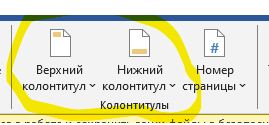 Верхний Нижний Номер
колонтитул колонтитул страницы
Колонтитулы